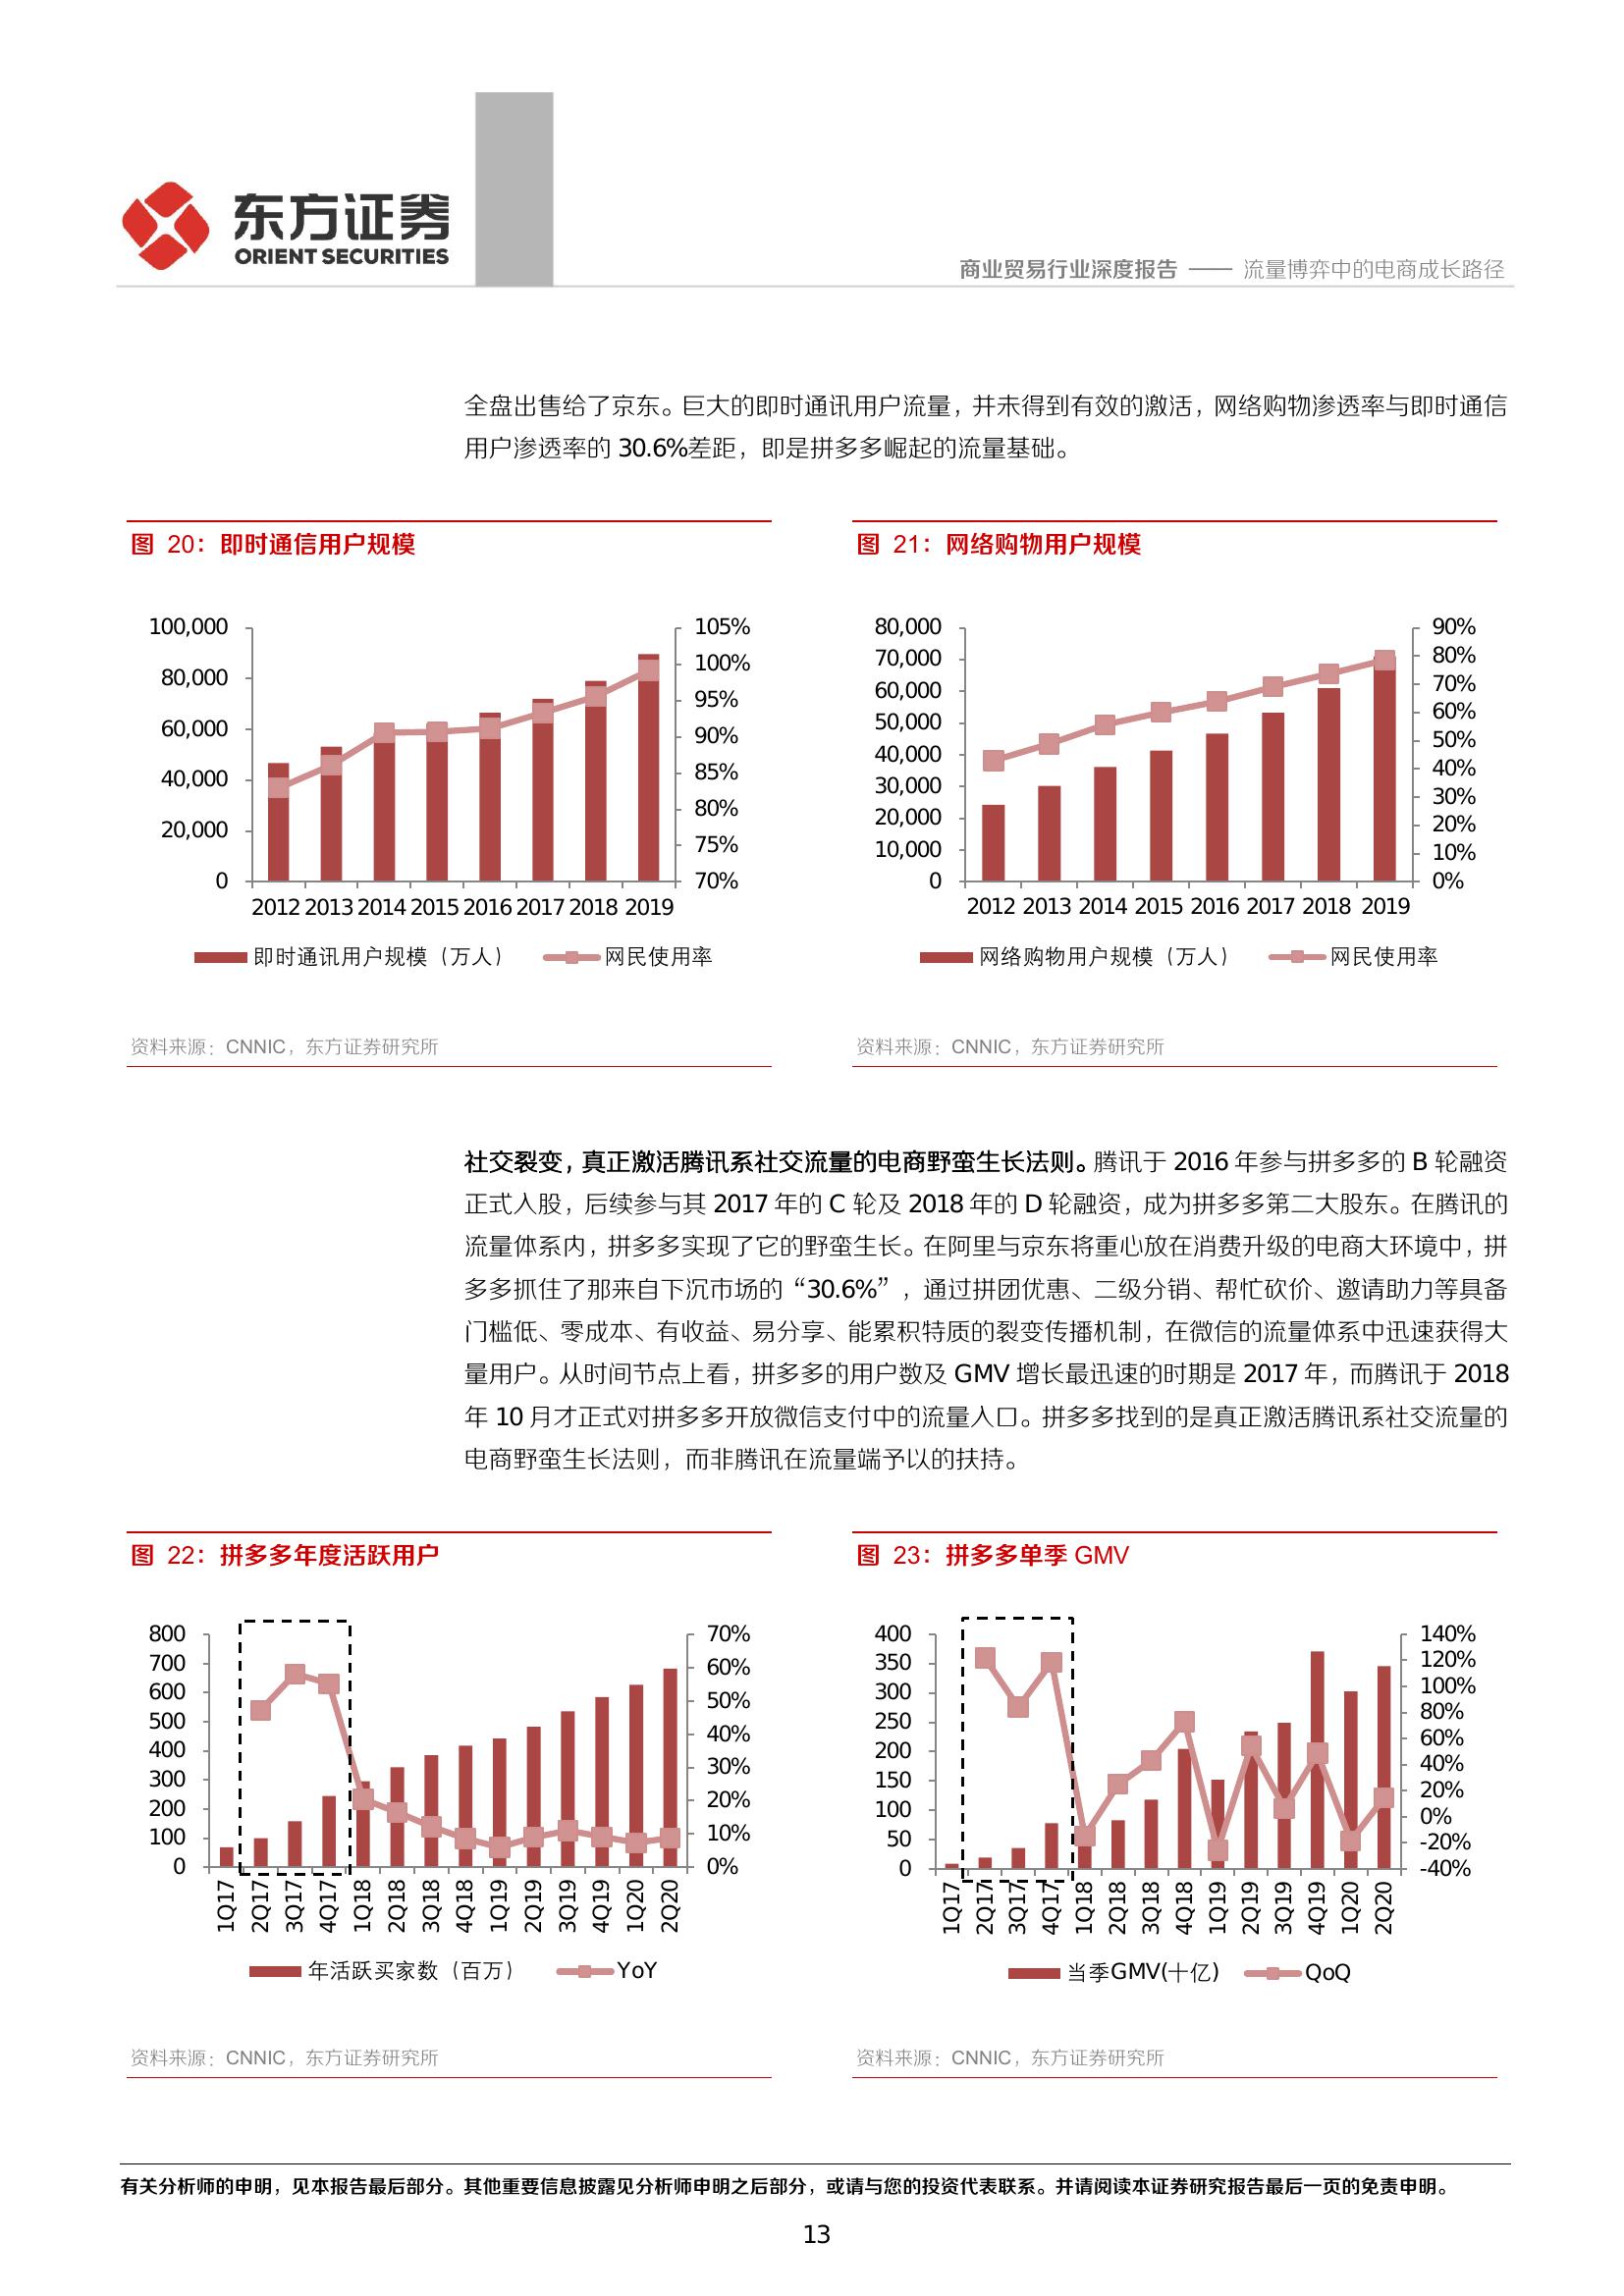 东方证券
ORIENT SECURITIES
商业贸易行业深度报告 —— 流量博弈中的电商成长路径
全盘出售给了京东。巨大的即时通讯用户流量，并未得到有效的激活，网络购物渗透率与即时通信
用户渗透率的 30.6%差距，即是拼多多崛起的流量基础。
图 20：即时通信用户规模
100,000
80,000
60,000
40,000
20,000
0
105%
100%
95%
90%
85%
80%
75%
70%
2012 2013 2014 2015 2016 2017 2018 2019
即时通讯用户规模（万人） 网民使用率
资料来源：CNNIC，东方证券研究所
图 21：网络购物用户规模
80,000
70,000
60,000
50,000
40,000
30,000
20,000
10,000
0
90%
80%
70%
60%
50%
40%
30%
20%
10%
0%
2012 2013 2014 2015 2016 2017 2018 2019
网络购物用户规模（万人） 网民使用率
资料来源：CNNIC，东方证券研究所
社交裂变，真正激活腾讯系社交流量的电商野蛮生长法则。腾讯于 2016 年参与拼多多的 B 轮融资
正式入股，后续参与其 2017 年的 C 轮及 2018 年的 D 轮融资，成为拼多多第二大股东。在腾讯的
流量体系内，拼多多实现了它的野蛮生长。在阿里与京东将重心放在消费升级的电商大环境中，拼
多多抓住了那来自下沉市场的“30.6%”，通过拼团优惠、二级分销、帮忙砍价、邀请助力等具备
门槛低、零成本、有收益、易分享、能累积特质的裂变传播机制，在微信的流量体系中迅速获得大
量用户。从时间节点上看，拼多多的用户数及 GMV 增长最迅速的时期是 2017 年，而腾讯于 2018
年 10 月才正式对拼多多开放微信支付中的流量入口。拼多多找到的是真正激活腾讯系社交流量的
电商野蛮生长法则，而非腾讯在流量端予以的扶持。
图 22：拼多多年度活跃用户
800
700
600
500
400
300
200
100
0
70%
60%
50%
40%
30%
20%
10%
0%
1Q17 2Q17 3Q17 4Q17 1Q18 2Q18 3Q18 4Q18 1Q19 2Q19 3Q19 4Q19 1Q20 2Q20
年活跃买家数（百万） YoY
资料来源：CNNIC，东方证券研究所
图 23：拼多多单季 GMV
400
350
300
250
200
150
100
50
0
140%
120%
100%
80%
60%
40%
20%
0%
-20%
-40%
1Q17 2Q17 3Q17 4Q17 1Q18 2Q18 3Q18 4Q18 1Q19 2Q19 3Q19 4Q19 1Q20 2Q20
当季GMV(十亿) QoQ
资料来源：CNNIC，东方证券研究所
有关分析师的申明，见本报告最后部分。其他重要信息披露见分析师申明之后部分，或请与您的投资代表联系。并请阅读本证券研究报告最后一页的免责申明。
13